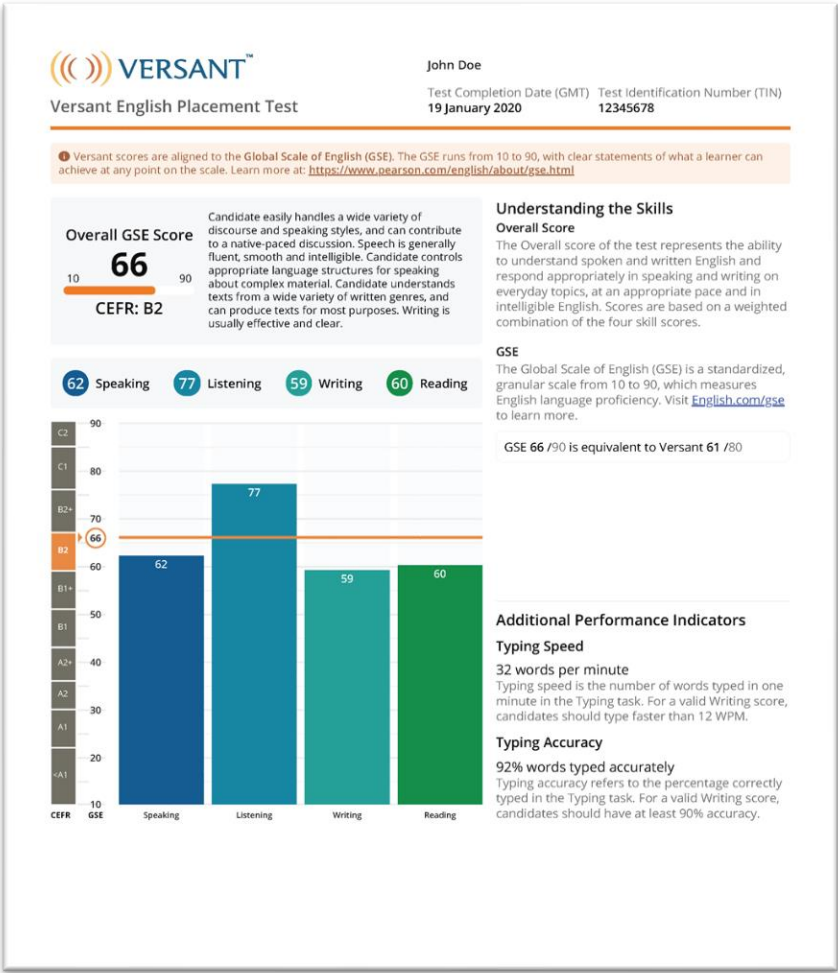 VERSANT™
Versant English Placement Test
John Doe
Test Completion Date (GMT) Test Identification Number (TIN)
19 January 2020 12345678
Versant scores are aligned to the Global Scale of English (GSE). The GSE runs from 10 to 90, with clear statements of what a learner can
achieve at any point on the scale. Learn more at: https://www.pearson.com/english/about/gse.html
Overall GSE Score
66
10 90
CEFR: B2
Candidate easily handles a wide variety of
discourse and speaking styles, and can contribute
to a native-paced discussion. Speech is generally
fluent, smooth and intelligible. Candidate controls
appropriate language structures for speaking
about complex material. Candidate understands
texts from a wide variety of written genres, and
can produce texts for most purposes. Writing is
usually effective and clear.
62 Speaking 77 Listening 59 Writing 60 Reading
C2
C1
B2+
B2
B1+
B1
A2+
A2
A1
<A1
CEFR
90
80
70
66
60
50
40
30
20
10
GSE
62
77
59
60
Speaking Listening Writing Reading
Understanding the Skills
Overall Score
The Overall score of the test represents the ability
to understand spoken and written English and
respond appropriately in speaking and writing on
everyday topics, at an appropriate pace and in
intelligible English. Scores are based on a weighted
combination of the four skill scores.
GSE
The Global Scale of English (GSE) is a standardized,
granular scale from 10 to 90, which measures
English language proficiency. Visit English.com/gse
to learn more.
GSE 66 /90 is equivalent to Versant 61 /80
Additional Performance Indicators
Typing Speed
32 words per minute
Typing speed is the number of words typed in one
minute in the Typing task. For a valid Writing score,
candidates should type faster than 12 WPM.
Typing Accuracy
92% words typed accurately
Typing accuracy refers to the percentage correctly
typed in the Typing task. For a valid Writing score,
candidates should have at least 90% accuracy.